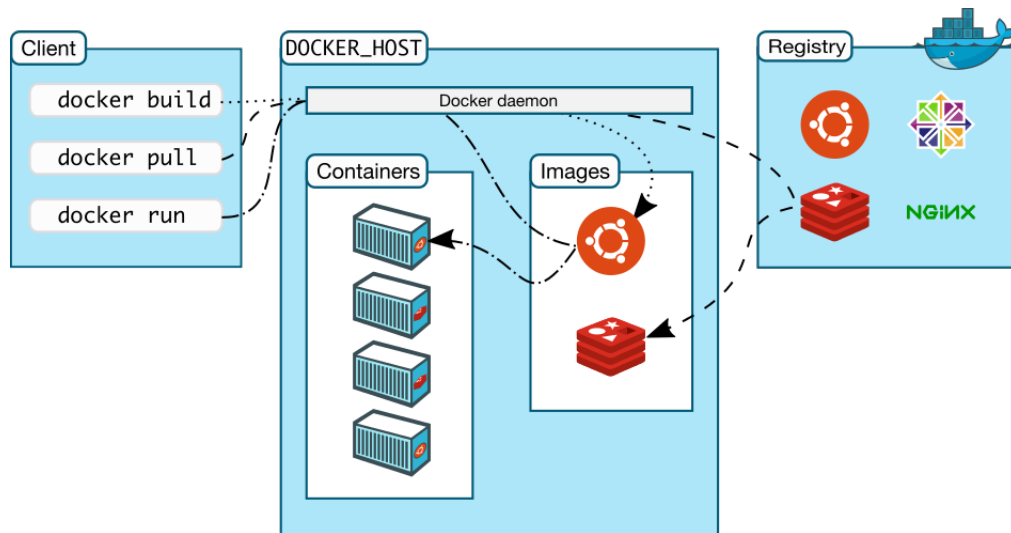 Client
docker build
docker pull
docker run
DOCKER_HOST
Docker daemon
Containers
Images
Registry
NGINX